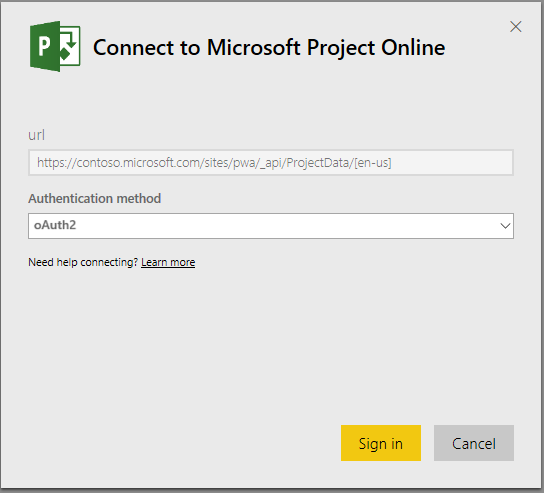 P
Connect to Microsoft Project Online
url
https://contoso.microsoft.com/sites/pwa/_api/ProjectData/[en-us]
Authentication method
oAuth2
Need help connecting? Learn more
Sign in
Cancel